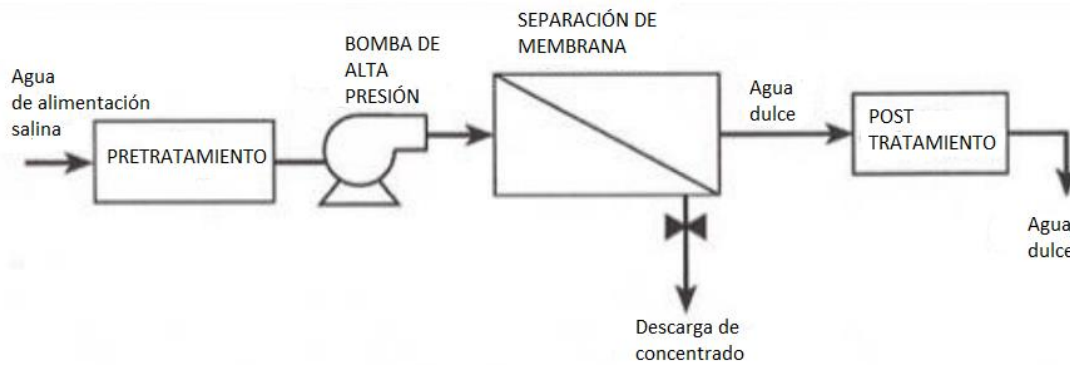 Agua
de alimentación
salina
PRETRATAMIENTO
BOMBA DE
ALTA
PRESIÓN
SEPARACIÓN DE
MEMBRANA
Agua
dulce
POST
TRATAMIENTO
Agua
dulce
Descarga de
concentrado